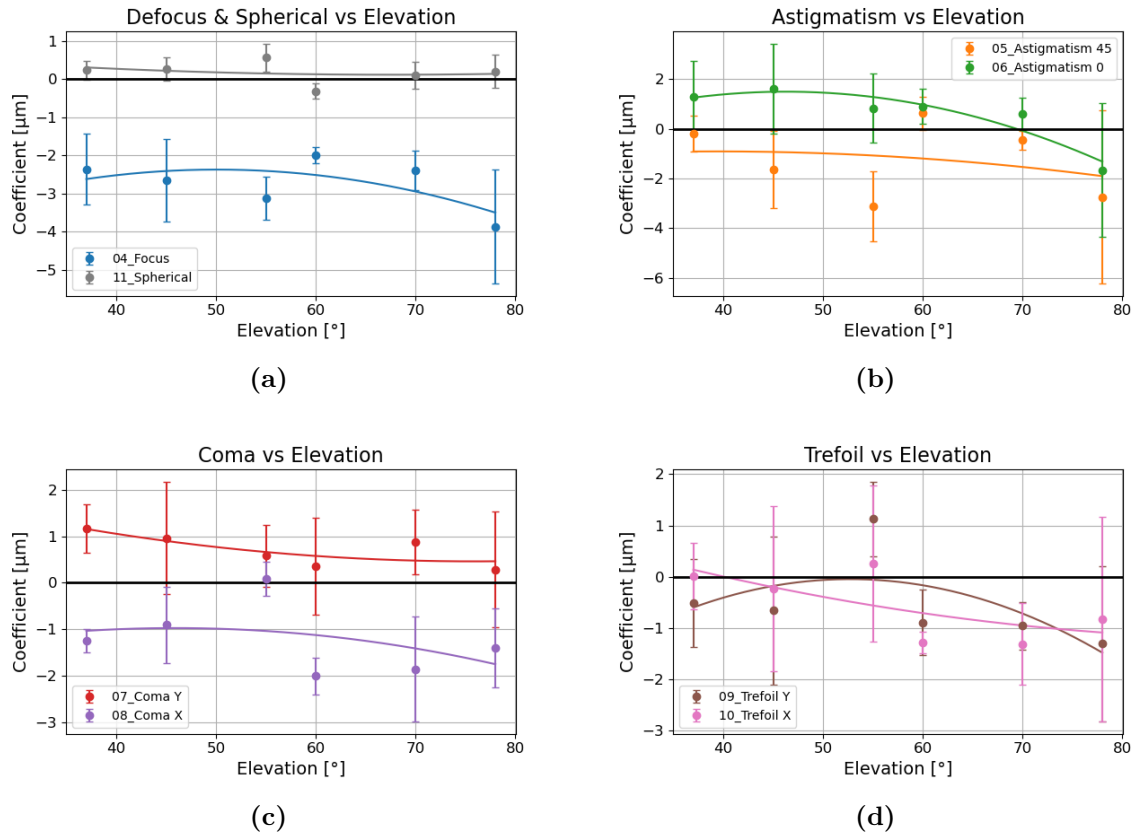 Defocus & Spherical vs Elevation
Coefficient [μm]
1
0
−1
−2
−3
−4
−5
04_Focus
11_Spherical
40 50 60 70 80
Elevation [°]
(a)
Astigmatism vs Elevation
Coefficient [μm]
2
0
−2
−4
−6
05_Astigmatism 45
06_Astigmatism 0
40 50 60 70 80
Elevation [°]
(b)
Coma vs Elevation
Coefficient [μm]
2
1
0
−1
−2
−3
07_Coma Y
08_Coma X
40 50 60 70 80
Elevation [°]
(c)
Trefoil vs Elevation
Coefficient [μm]
2
1
0
−1
−2
−3
09_Trefoil Y
10_Trefoil X
40 50 60 70 80
Elevation [°]
(d)